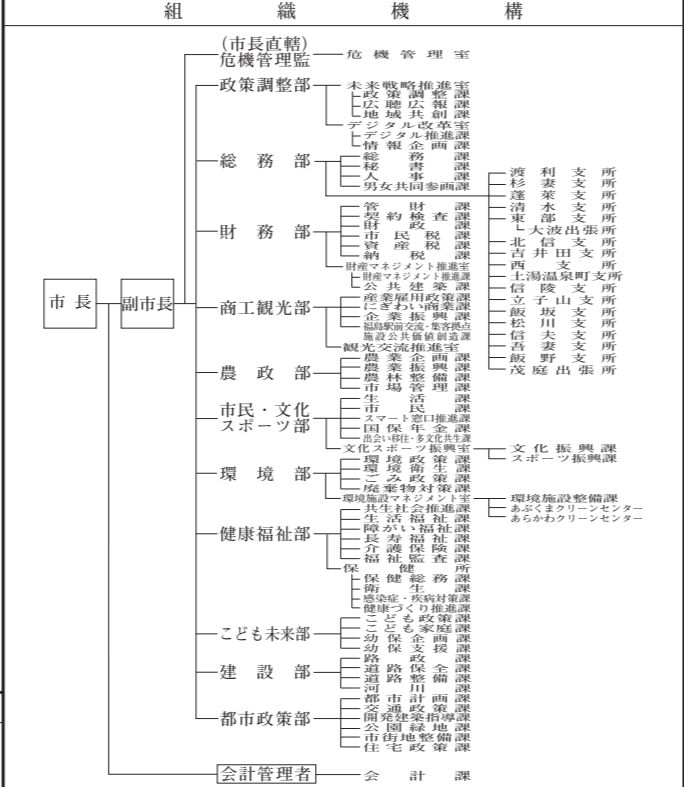 組織機構
市長
副市長
(市長直轄)
危機管理監
危機管理室
政策調整部
未来戦略推進室
政策調整課
広聴広報課
地域共創課
デジタル改革室
デジタル推進課
情報企画課
総務部
総務課
秘書課
人事課
男女共同参画課
渡利支所
杉妻支所
蓬萊支所
清水支所
東部支所
大波出張所
北信支所
吉井田支所
西支所
土湯温泉町支所
信陵支所
立子山支所
飯坂支所
松川支所
信夫支所
吾妻支所
飯野支所
茂庭出張所
財務部
管財課
契約検査課
財政課
市民税課
資産税課
納税課
財産マネジメント推進室
財産マネジメント推進課
公共建築課
商工観光部
産業雇用政策課
にぎわい商業課
企業振興課
福島駅前交流・集客拠点
施設公共価値創造課
観光交流推進室
農政部
農業企画課
農業振興課
農林整備課
市場管理課
市民・文化
スポーツ部
生活課
市民課
スマート窓口推進課
国保年金課
出会い移住・多文化共生課
文化スポーツ振興室
文化振興課
スポーツ振興課
環境部
環境政策課
環境衛生課
ごみ政策課
廃棄物対策課
環境施設マネジメント室
環境施設整備課
あぶくまクリーンセンター
あらかわクリーンセンター
健康福祉部
共生社会推進課
生活福祉課
障がい福祉課
長寿福祉課
介護保険課
福祉監査課
保健所
保健総務課
衛生課
感染症・疾病対策課
健康づくり推進課
こども未来部
こども政策課
こども家庭課
幼保企画課
幼保支援課
建設部
路政課
道路保全課
道路整備課
河川課
都市政策部
都市計画課
交通政策課
開発建築指導課
公園緑地課
市街地整備課
住宅政策課
会計管理者
会計課